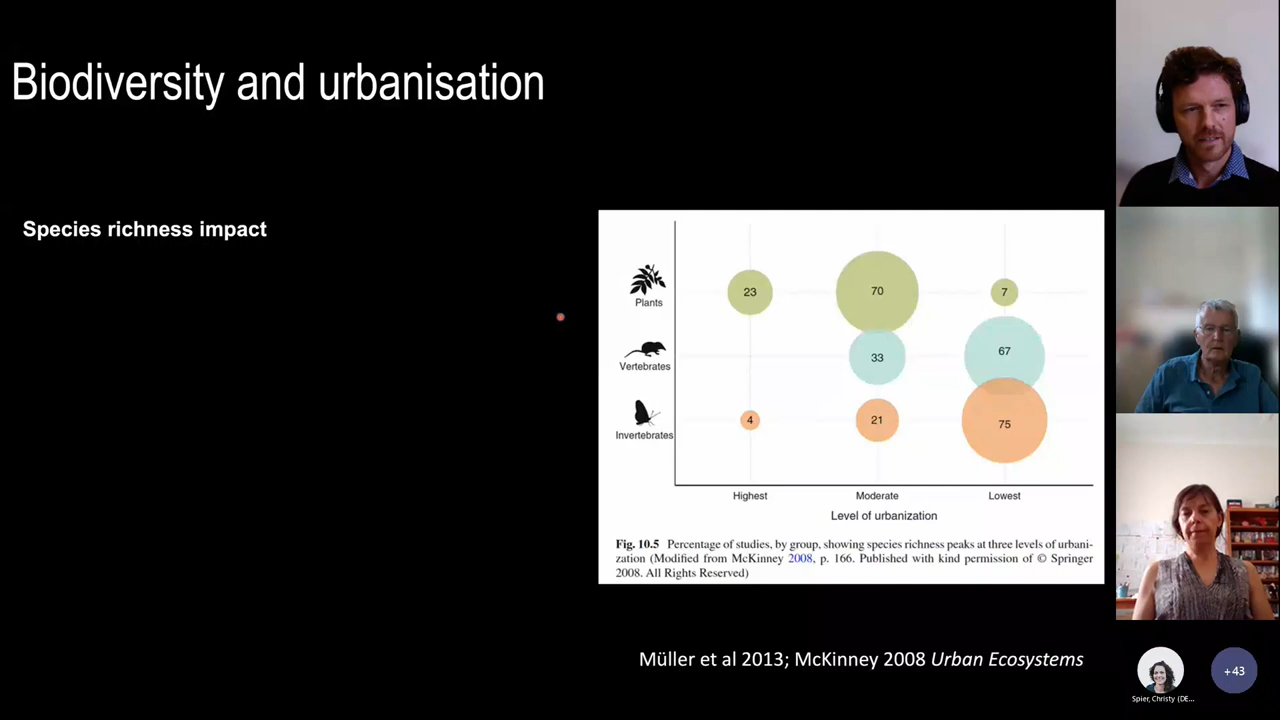 Biodiversity and urbanisation
Species richness impact
Plants
23
70
7
Vertebrates
33
67
Invertebrates
4
21
75
Highest
Moderate
Lowest
Level of urbanization
Fig. 10.5 Percentage of studies, by group, showing species richness peaks at three levels of urbani-
zation (Modified from McKinney 2008, p. 166. Published with kind permission of © Springer
2008. All Rights Reserved)
Müller et al 2013; McKinney 2008 Urban Ecosystems
Spier, Christy (DE...
+43